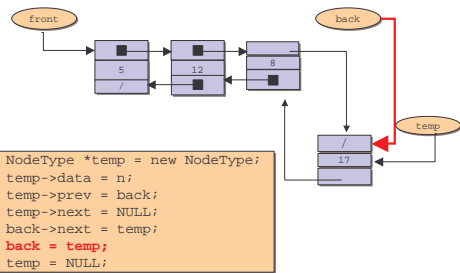 front
back
5
/
12
8
temp
/
17
NodeType *temp = new NodeType;
temp->data = n;
temp->prev = back;
temp->next = NULL;
back->next = temp;
back = temp;
temp = NULL;